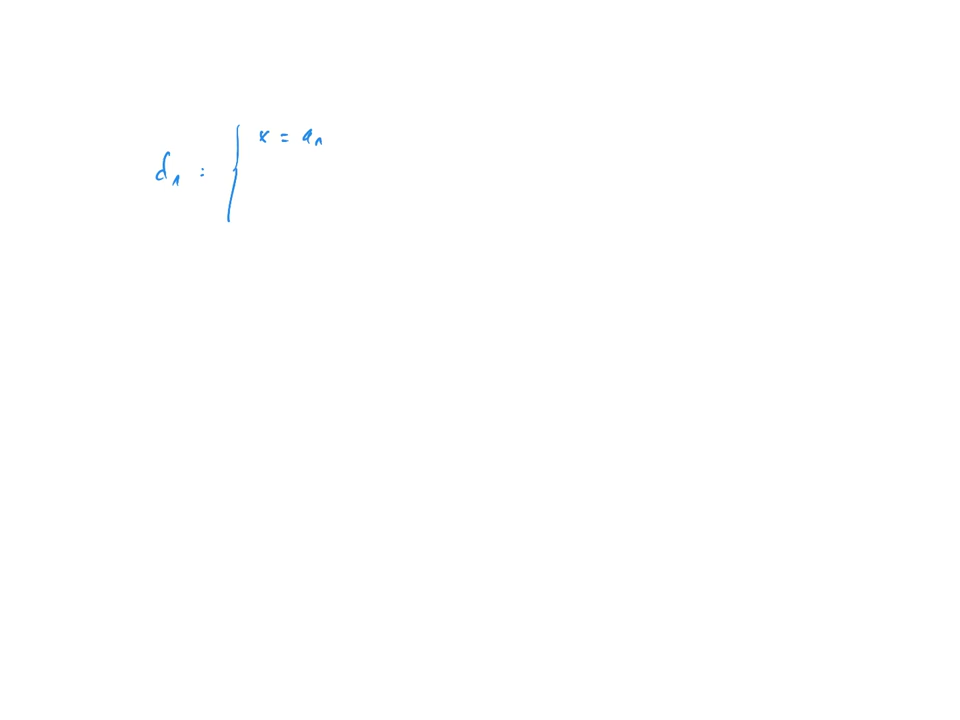 d₁ : { x = a₁